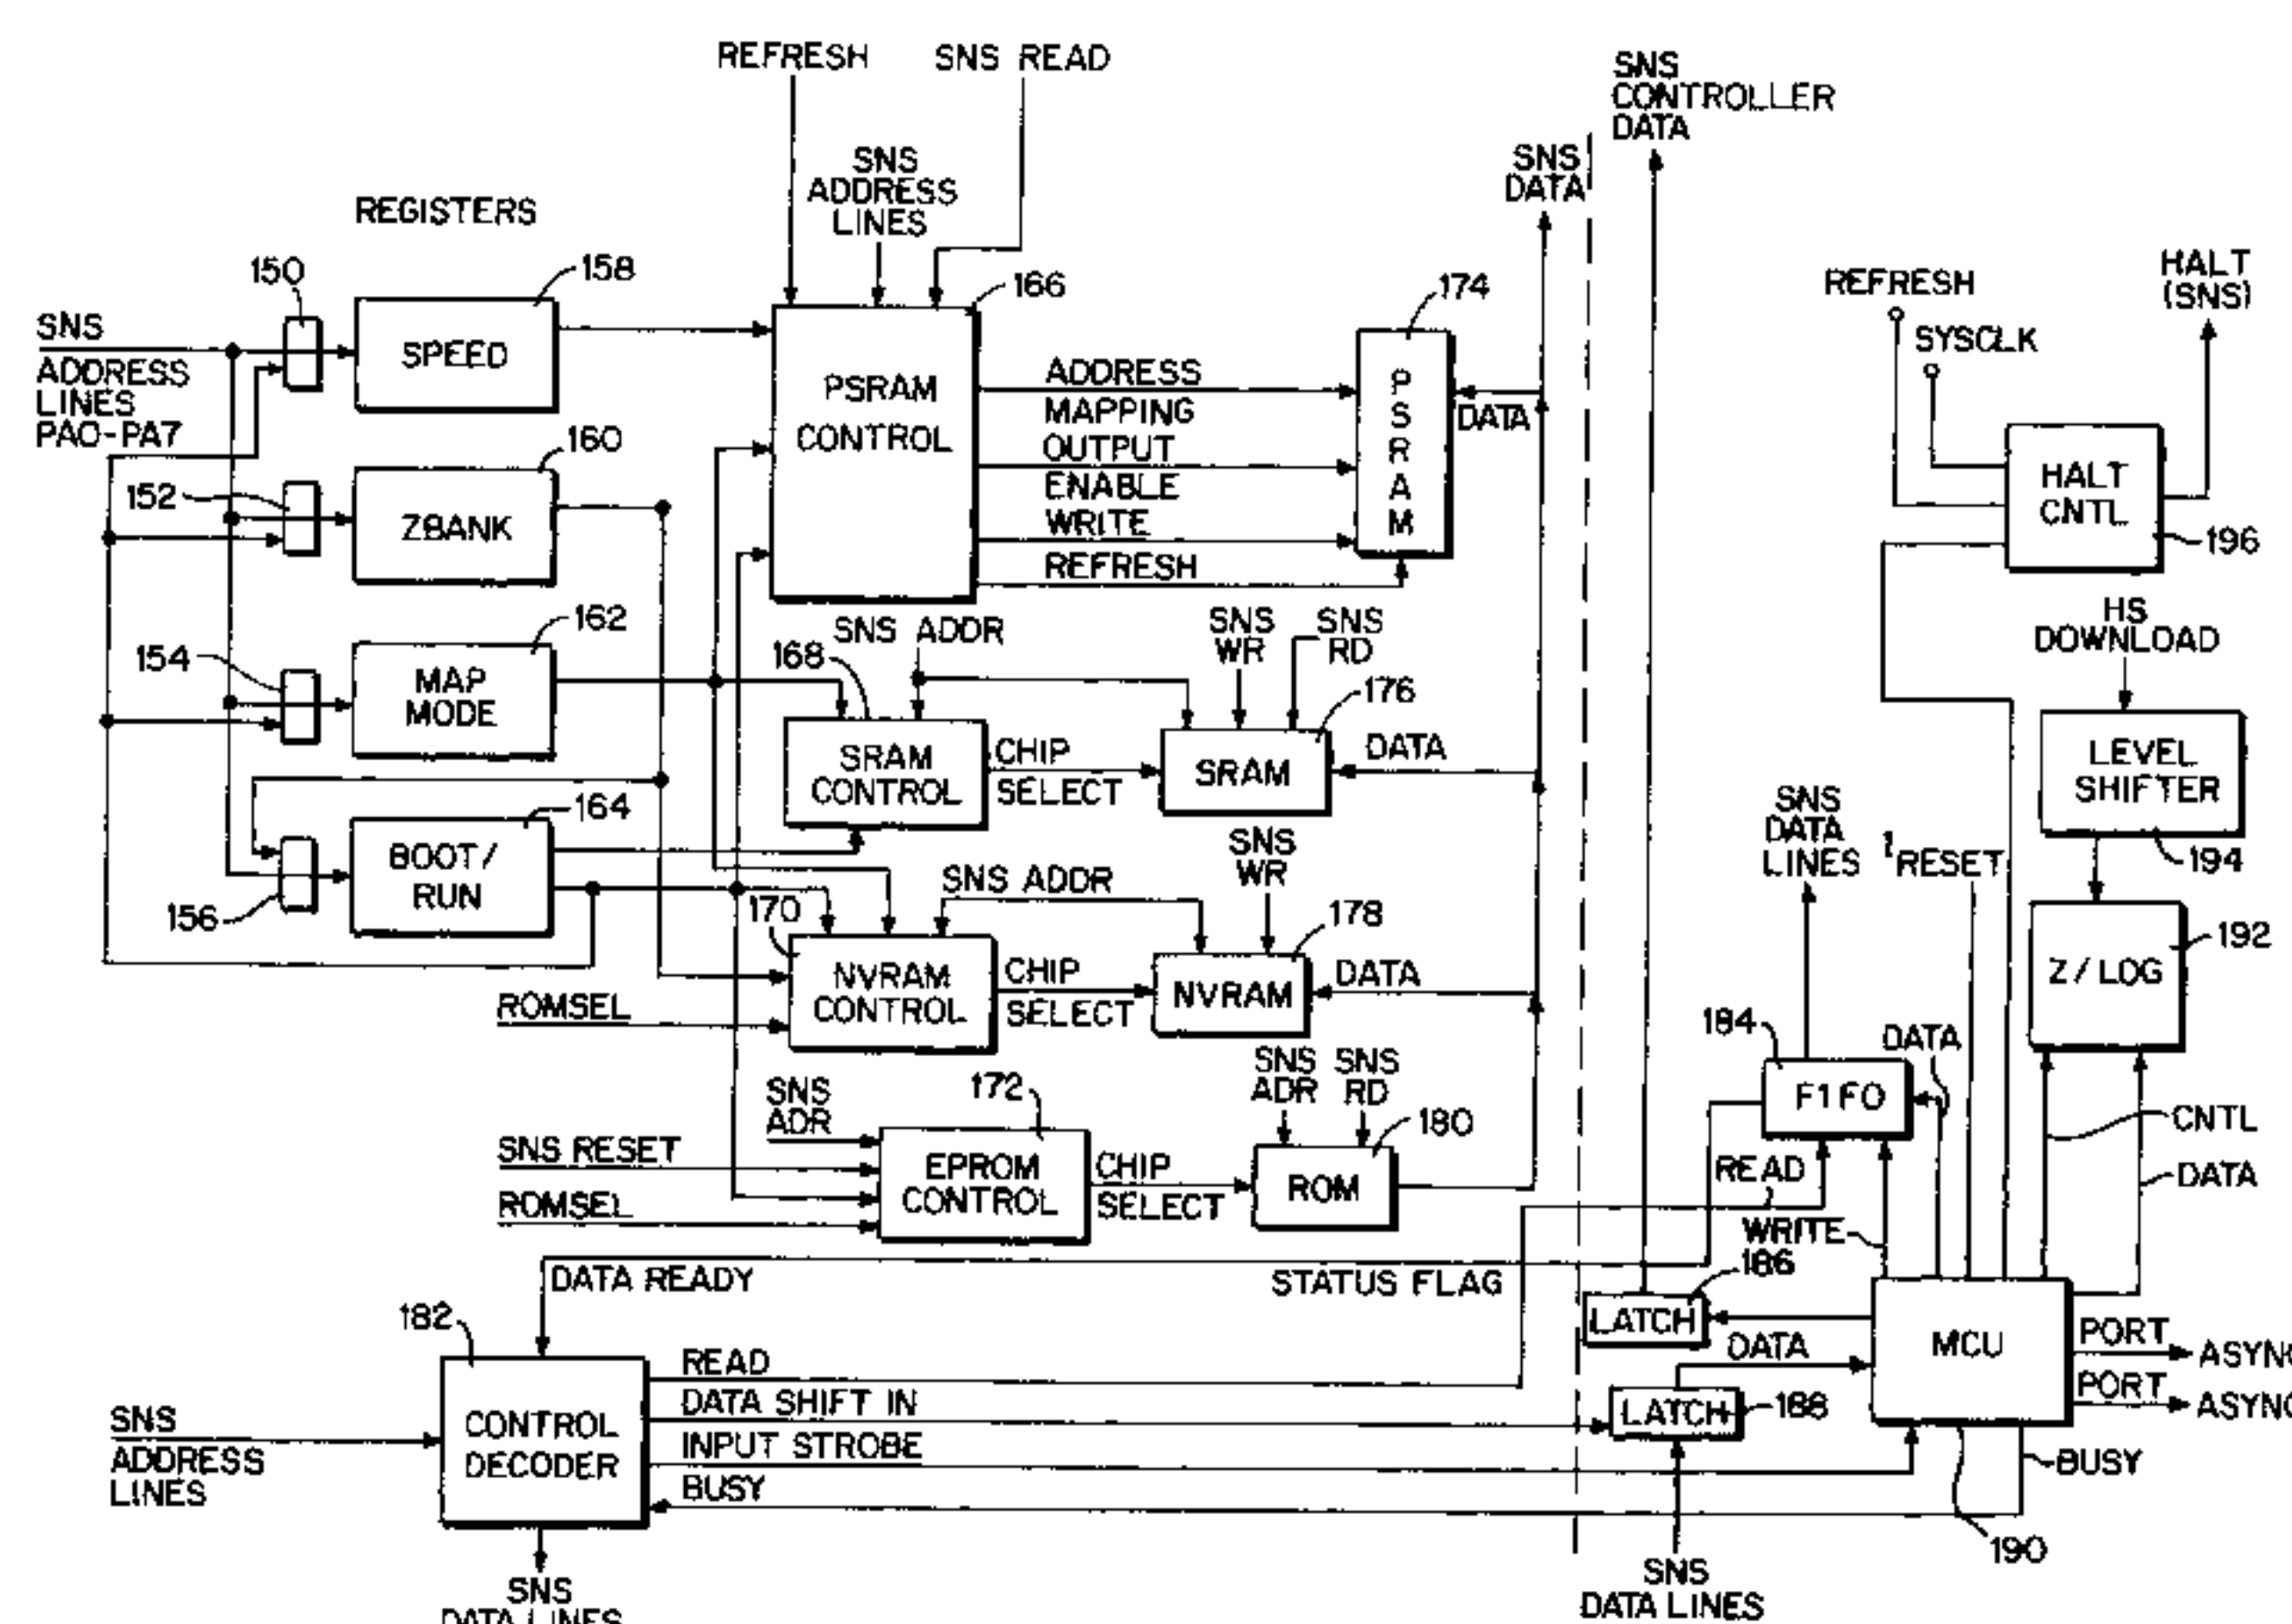 REFRESH
SNS READ
SNS
CONTROLLER
DATA
SNS
ADDRESS
LINES
SNS
DATA
REGISTERS
150
158
166
174
REFRESH
HALT
(SNS)
SNS
ADDRESS
LINES
PA0-PA7
SPEED
PSRAM
CONTROL
ADDRESS
MAPPING
OUTPUT
ENABLE
WRITE
REFRESH
PSRAM
DATA
SYSCLK
HALT
CNTL
196
152
160
ZBANK
154
162
MAP
MODE
SNS ADDR
168
SRAM
CONTROL
CHIP
SELECT
SNS
WR
SNS
RD
176
SRAM
DATA
HS
DOWNLOAD
LEVEL
SHIFTER
194
156
164
BOOT/
RUN
SNS ADDR
170
NVRAM
CONTROL
ROMSEL
CHIP
SELECT
SNS
WR
178
NVRAM
DATA
SNS
DATA
LINES
RESET
192
Z/LOG
184
FIFO
DATA
CNTL
DATA
SNS
ADR
172
SNS RESET
ROMSEL
EPROM
CONTROL
CHIP
SELECT
SNS
ADR
SNS
RD
180
ROM
READ
WRITE
186
DATA READY
STATUS FLAG
LATCH
DATA
MCU
PORT
ASYNC
PORT
ASYNC
182
SNS
ADDRESS
LINES
CONTROL
DECODER
READ
DATA SHIFT IN
INPUT STROBE
BUSY
LATCH
188
BUSY
190
SNS
DATA LINES
SNS
DATA LINES